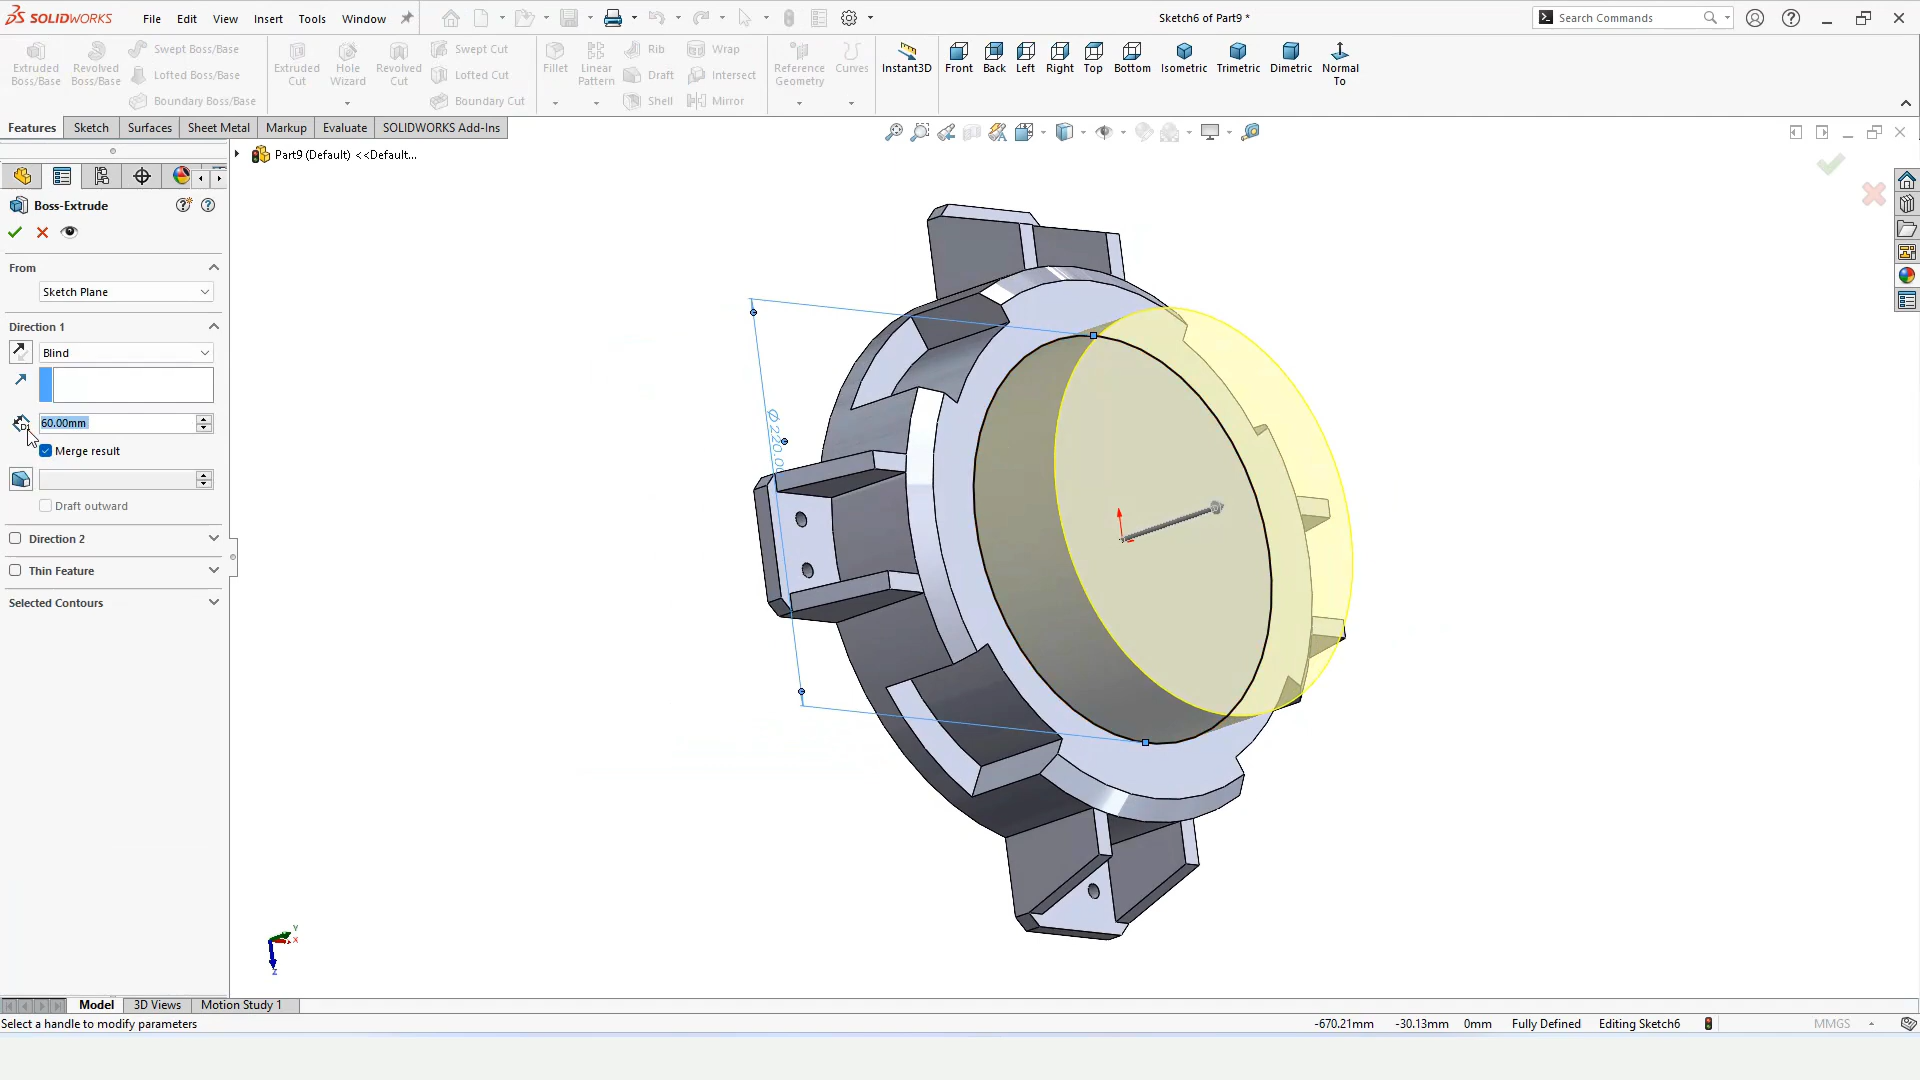 SOLIDWORKS File Edit View Insert Tools Window Sketch6 of Part9 * Search Commands
Extruded Boss/Base Revolved Boss/Base Swept Boss/Base Lofted Boss/Base Boundary Boss/Base
Extruded Cut Hole Wizard Revolved Cut Swept Cut Lofted Cut Boundary Cut
Fillet Linear Pattern Rib Draft Shell Wrap Intersect Mirror
Reference Geometry Curves Instant3D Front Back Left Right Top Bottom Isometric Trimetric Dimetric Normal To
Features Sketch Surfaces Sheet Metal Markup Evaluate SOLIDWORKS Add-Ins
Part9 (Default) <<Default...
Boss-Extrude
From
Sketch Plane
Direction 1
Blind
D1
60.00mm
Merge result
Draft outward
Direction 2
Thin Feature
Selected Contours
Y
X
Z
Model 3D Views Motion Study 1
Select a handle to modify parameters -670.21mm -30.13mm 0mm Fully Defined Editing Sketch6 MMGS